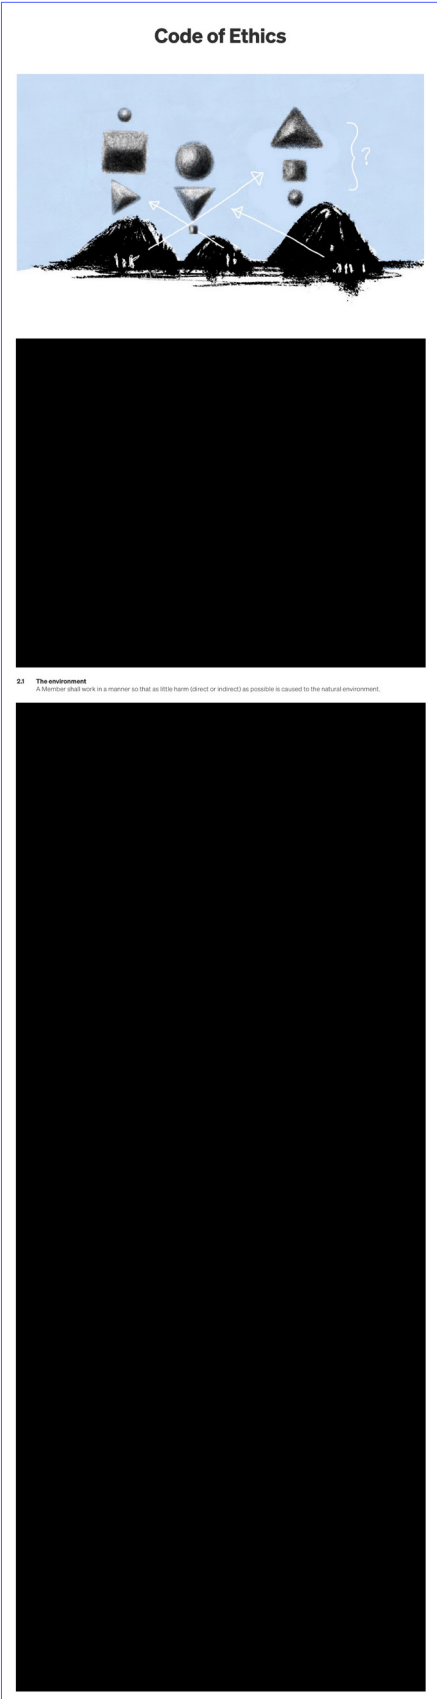 Code of Ethics
?
2.1 The environment
A Member shall work in a manner so that as little harm (direct or indirect) as possible is caused to the natural environment.